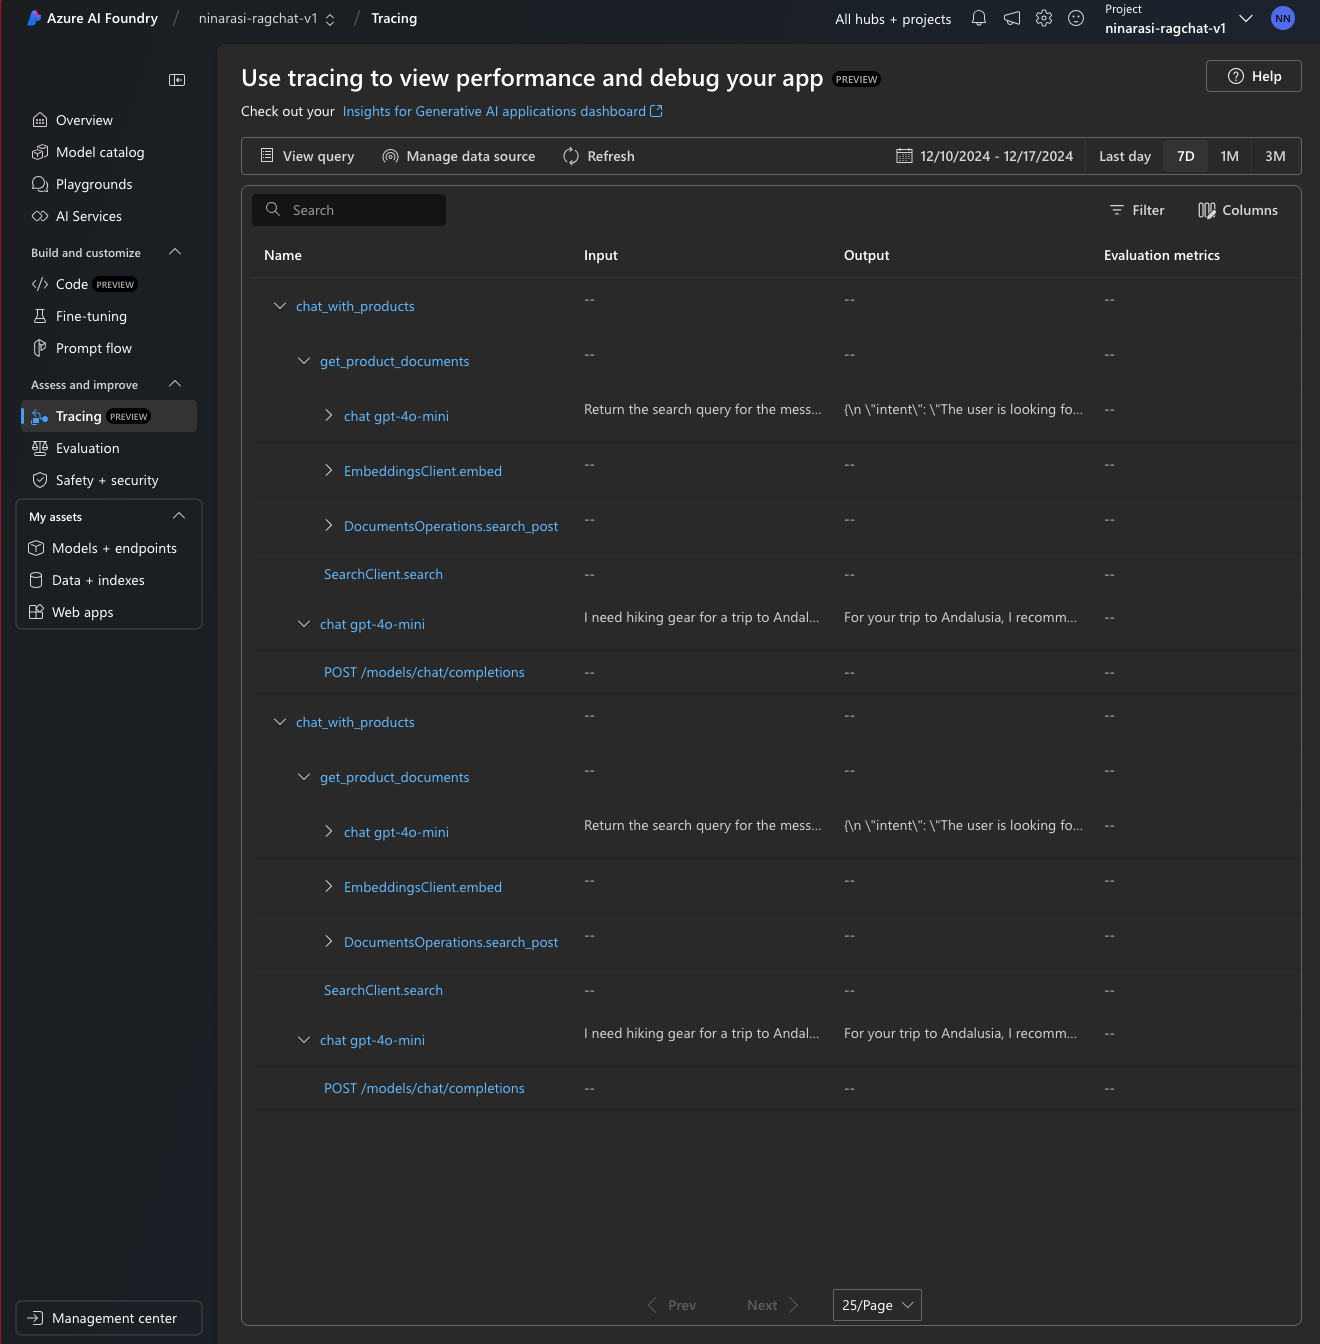 Azure AI Foundry / ninarasi-ragchat-v1 / Tracing
All hubs + projects
Project
ninarasi-ragchat-v1
NN
Overview
Model catalog
Playgrounds
AI Services
Build and customize
Code PREVIEW
Fine-tuning
Prompt flow
Assess and improve
Tracing PREVIEW
Evaluation
Safety + security
My assets
Models + endpoints
Data + indexes
Web apps
Management center
Use tracing to view performance and debug your app PREVIEW
Help
Check out your Insights for Generative AI applications dashboard
View query Manage data source Refresh 12/10/2024 - 12/17/2024 Last day 7D 1M 3M
Search Filter Columns
Name Input Output Evaluation metrics
chat_with_products -- -- --
get_product_documents -- -- --
chat gpt-4o-mini Return the search query for the mess... {\n \"intent\": \"The user is looking fo... --
EmbeddingsClient.embed -- -- --
DocumentsOperations.search_post -- -- --
SearchClient.search -- -- --
chat gpt-4o-mini I need hiking gear for a trip to Andal... For your trip to Andalusia, I recomm... --
POST /models/chat/completions -- -- --
chat_with_products -- -- --
get_product_documents -- -- --
chat gpt-4o-mini Return the search query for the mess... {\n \"intent\": \"The user is looking fo... --
EmbeddingsClient.embed -- -- --
DocumentsOperations.search_post -- -- --
SearchClient.search -- -- --
chat gpt-4o-mini I need hiking gear for a trip to Andal... For your trip to Andalusia, I recomm... --
POST /models/chat/completions -- -- --
Prev Next 25/Page